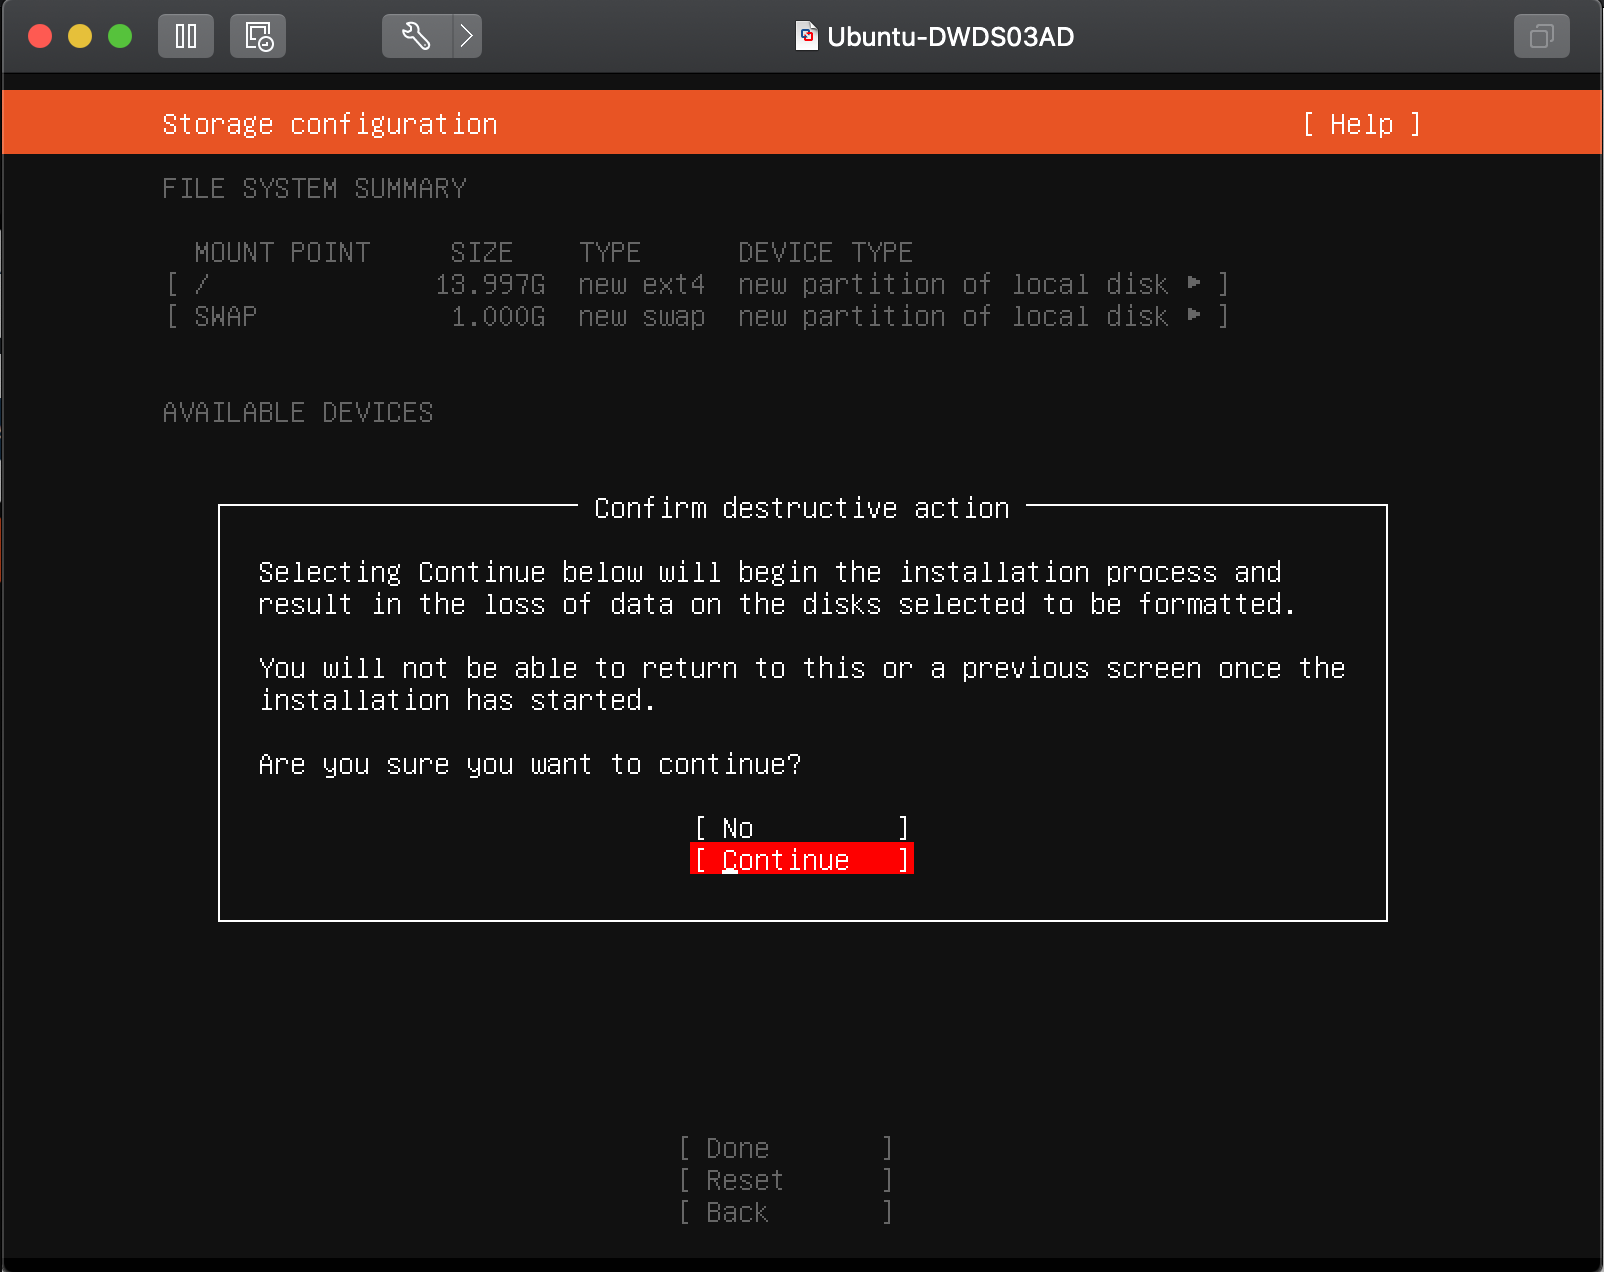 Ubuntu-DWDS03AD
Storage configuration [ Help ]
FILE SYSTEM SUMMARY
MOUNT POINT SIZE TYPE DEVICE TYPE
[ / 13.997G new ext4 new partition of local disk ▸ ]
[ SWAP 1.000G new swap new partition of local disk ▸ ]
AVAILABLE DEVICES
Confirm destructive action
Selecting Continue below will begin the installation process and
result in the loss of data on the disks selected to be formatted.
You will not be able to return to this or a previous screen once the
installation has started.
Are you sure you want to continue?
[ No ]
[ Continue ]
[ Done ]
[ Reset ]
[ Back ]